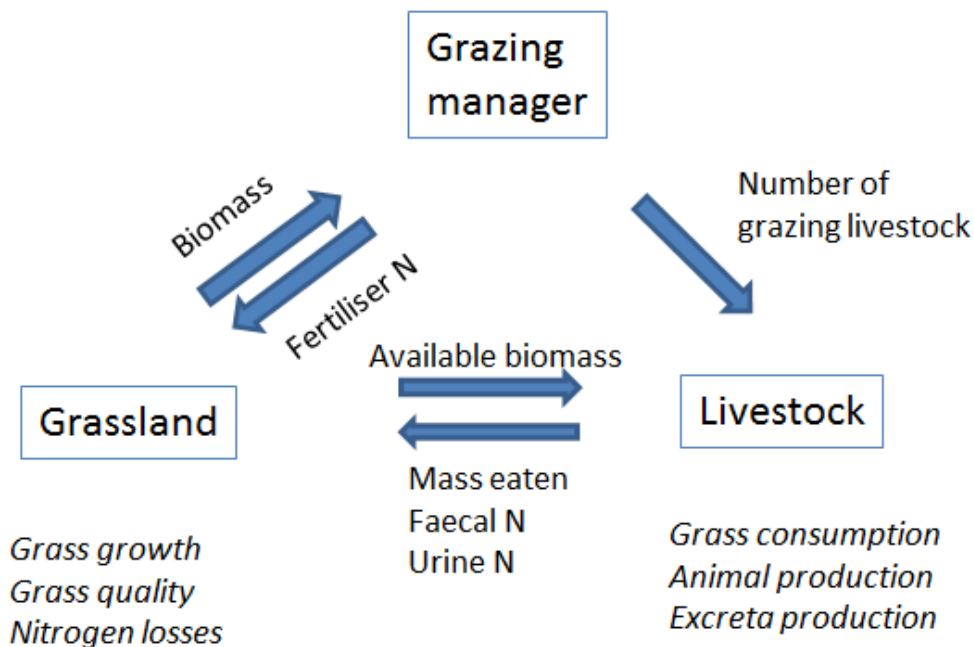 Grazing
manager
Biomass
Fertiliser N
Number of
grazing livestock
Available biomass
Grassland
Livestock
Mass eaten
Faecal N
Urine N
Grass growth
Grass quality
Nitrogen losses
Grass consumption
Animal production
Excreta production